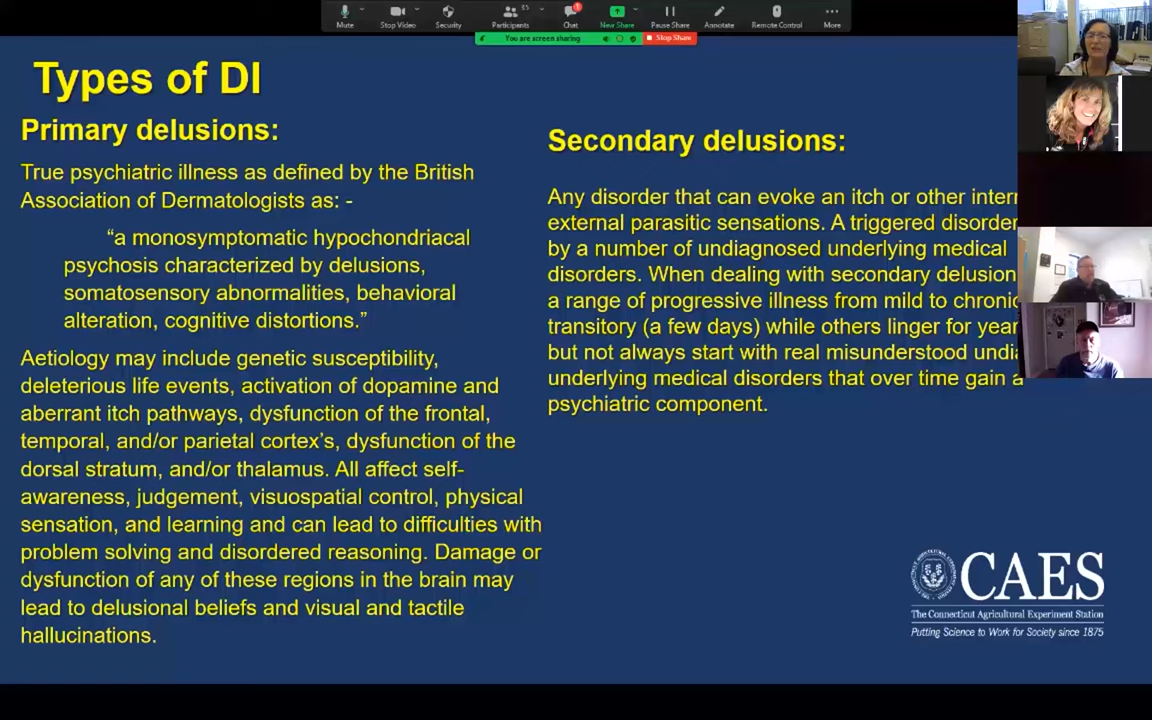 Mute
Stop Video
Security
Participants
35
Chat
1
New Share
Pause Share
Annotate
Remote Control
More
You are screen sharing
Stop Share
Types of DI
Primary delusions:
True psychiatric illness as defined by the British
Association of Dermatologists as: -
“a monosymptomatic hypochondriacal
psychosis characterized by delusions,
somatosensory abnormalities, behavioral
alteration, cognitive distortions.”
Aetiology may include genetic susceptibility,
deleterious life events, activation of dopamine and
aberrant itch pathways, dysfunction of the frontal,
temporal, and/or parietal cortex’s, dysfunction of the
dorsal stratum, and/or thalamus. All affect self-
awareness, judgement, visuospatial control, physical
sensation, and learning and can lead to difficulties with
problem solving and disordered reasoning. Damage or
dysfunction of any of these regions in the brain may
lead to delusional beliefs and visual and tactile
hallucinations.
Secondary delusions:
Any disorder that can evoke an itch or other inter
external parasitic sensations. A triggered disorder
by a number of undiagnosed underlying medical
disorders. When dealing with secondary delusion
a range of progressive illness from mild to chroni
transitory (a few days) while others linger for year
but not always start with real misunderstood undi
underlying medical disorders that over time gain a
psychiatric component.
CAES
The Connecticut Agricultural Experiment Station
Putting Science to Work for Society since 1875